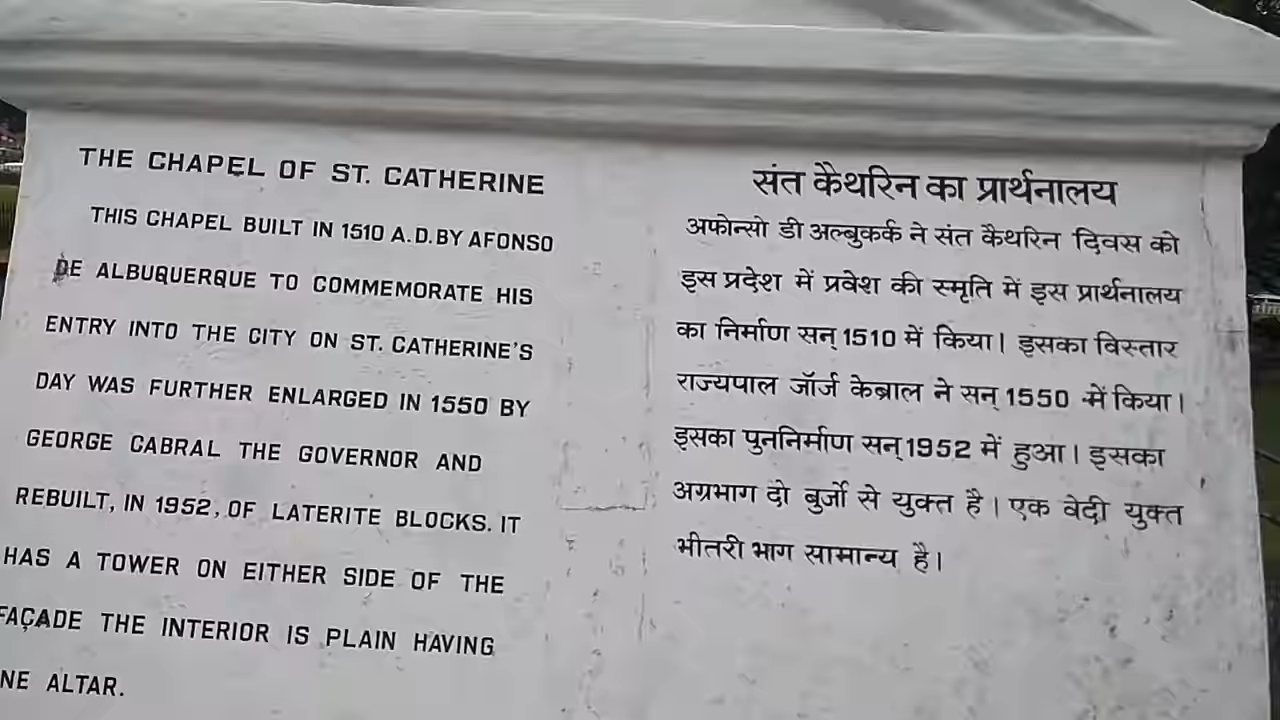 THE CHAPEL OF ST. CATHERINE
THIS CHAPEL BUILT IN 1510 A.D. BY AFONSO
DE ALBUQUERQUE TO COMMEMORATE HIS
ENTRY INTO THE CITY ON ST. CATHERINE'S
DAY WAS FURTHER ENLARGED IN 1550 BY
GEORGE CABRAL THE GOVERNOR AND
REBUILT, IN 1952, OF LATERITE BLOCKS. IT
HAS A TOWER ON EITHER SIDE OF THE
FAÇADE THE INTERIOR IS PLAIN HAVING
NE ALTAR.
संत कैथरिन का प्रार्थनालय
अफोन्सो डी अल्बुकर्क ने संत कैथरिन दिवस को
इस प्रदेश में प्रवेश की स्मृति में इस प्रार्थनालय
का निर्माण सन् 1510 में किया। इसका विस्तार
राज्यपाल जॉर्ज केब्राल ने सन् 1550 में किया।
इसका पुननिर्माण सन् 1952 में हुआ। इसका
अग्रभाग दो बुर्जो से युक्त है। एक वेदी युक्त
भीतरी भाग सामान्य है।